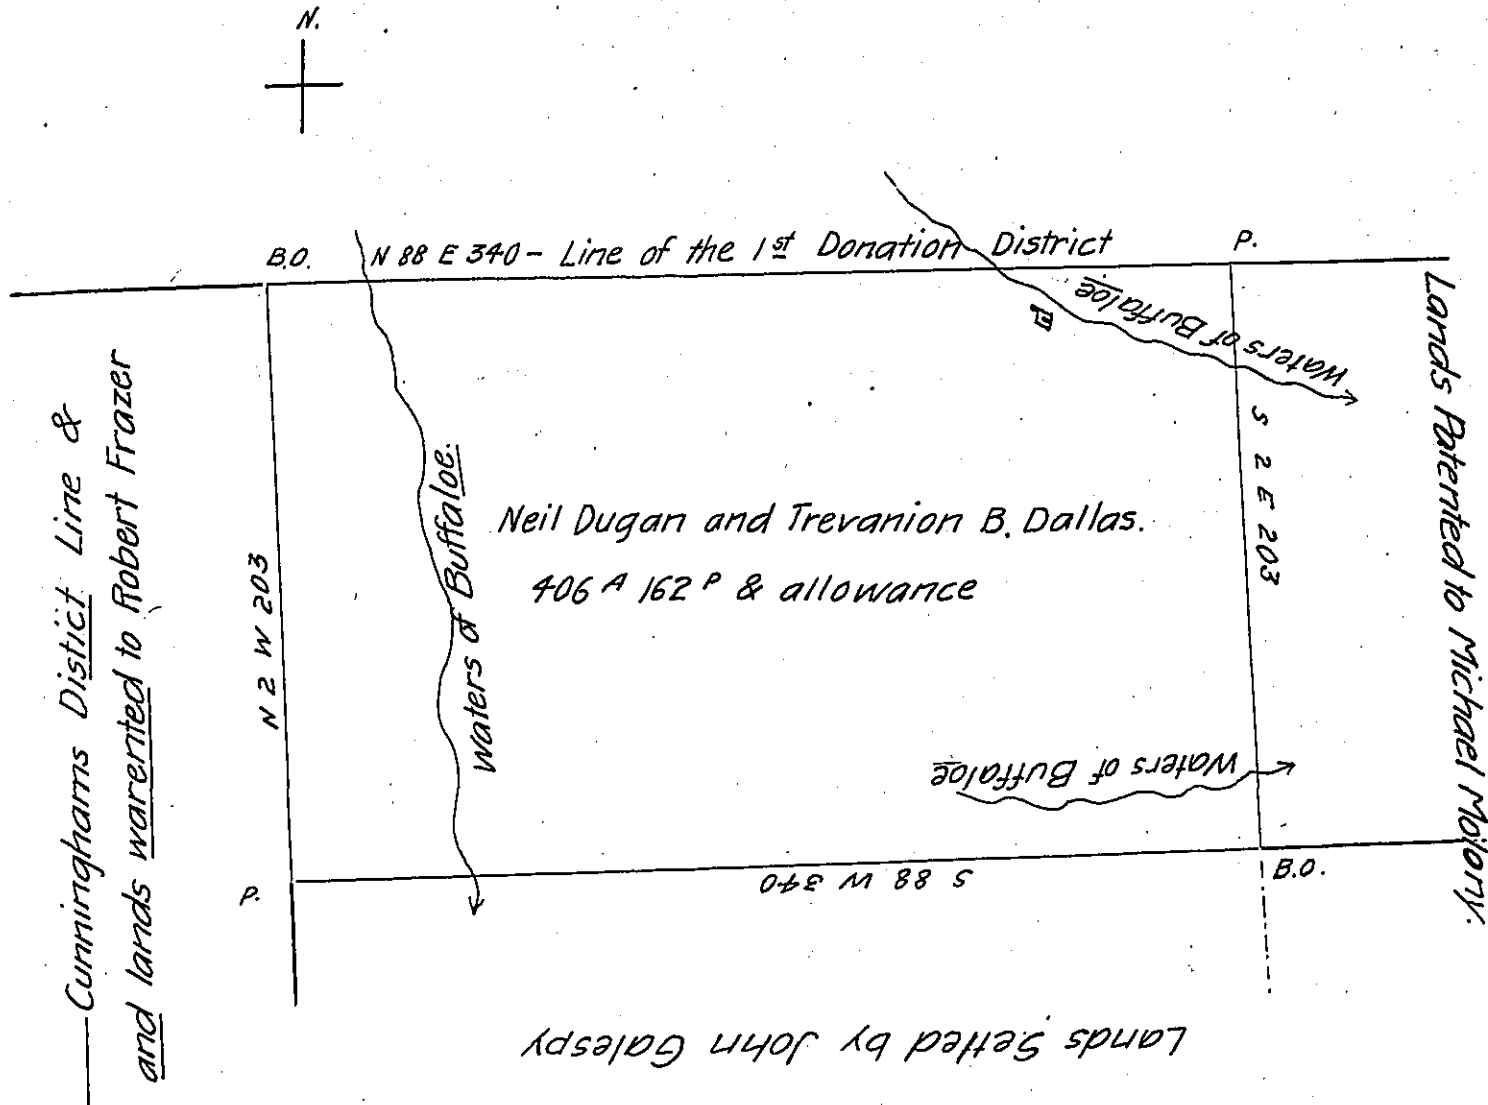 N.
B.O. N 88 E 340 - Line of the 1st Donation District P.
Waters of Buffaloe
Lands Patented to Michael Molony.
S 2 E 203
Cunninghams Distict Line &
and lands warented to Robert Frazer
N 2 W 203
Waters of Buffaloe.
Neil Dugan and Trevanion B. Dallas.
406 A 162 P & allowance
Waters of Buffaloe
P.
S 88 W 340
B.O.
Lands Setted by John Galespy